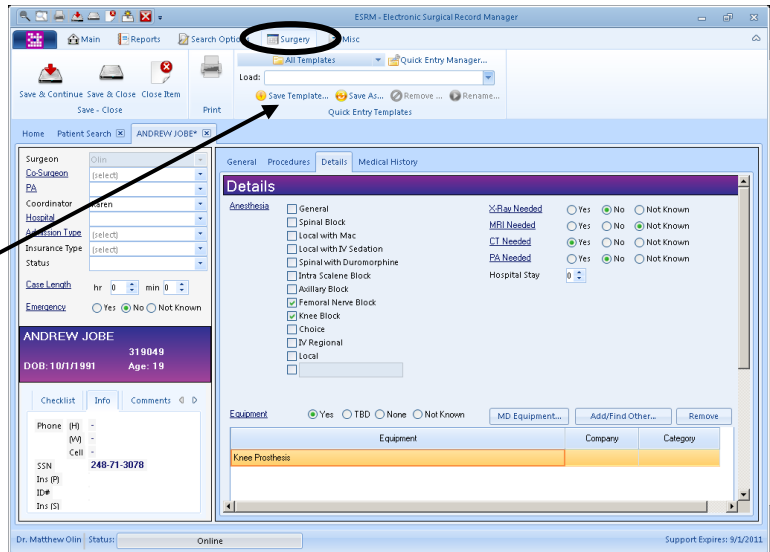 ESRM - Electronic Surgical Record Manager
Main Reports Search Opti Surgery Misc
All Templates Quick Entry Manager...
Load:
Save & Continue Save & Close Close Item
Save Template... Save As... Remove ... Rename...
Save - Close Print Quick Entry Templates
Home Patient Search ANDREW JOBE*
Surgeon Olin
Co-Surgeon (select)
PA
Coordinator Karen
Hospital
Admission Type (select)
Insurance Type (select)
Status
Case Length hr 0 min 0
Emergency Yes No Not Known
ANDREW JOBE
319049
DOB: 10/1/1991 Age: 19
Checklist Info Comments
Phone (H) -
(W) -
Cell -
SSN 248-71-3078
Ins (P)
ID#
Ins (S)
General Procedures Details Medical History
Details
Anesthesia
General
Spinal Block
Local with Mac
Local with IV Sedation
Spinal with Duromorphine
Intra Scalene Block
Axillary Block
Femoral Nerve Block
Knee Block
Choice
IV Regional
Local
X-Ray Needed Yes No Not Known
MRI Needed Yes No Not Known
CT Needed Yes No Not Known
PA Needed Yes No Not Known
Hospital Stay 0
Equipment Yes TBD None Not Known MD Equipment... Add/Find Other... Remove
Equipment Company Category
Knee Prosthesis
Dr. Matthew Olin Status: Online Support Expires: 9/1/2011